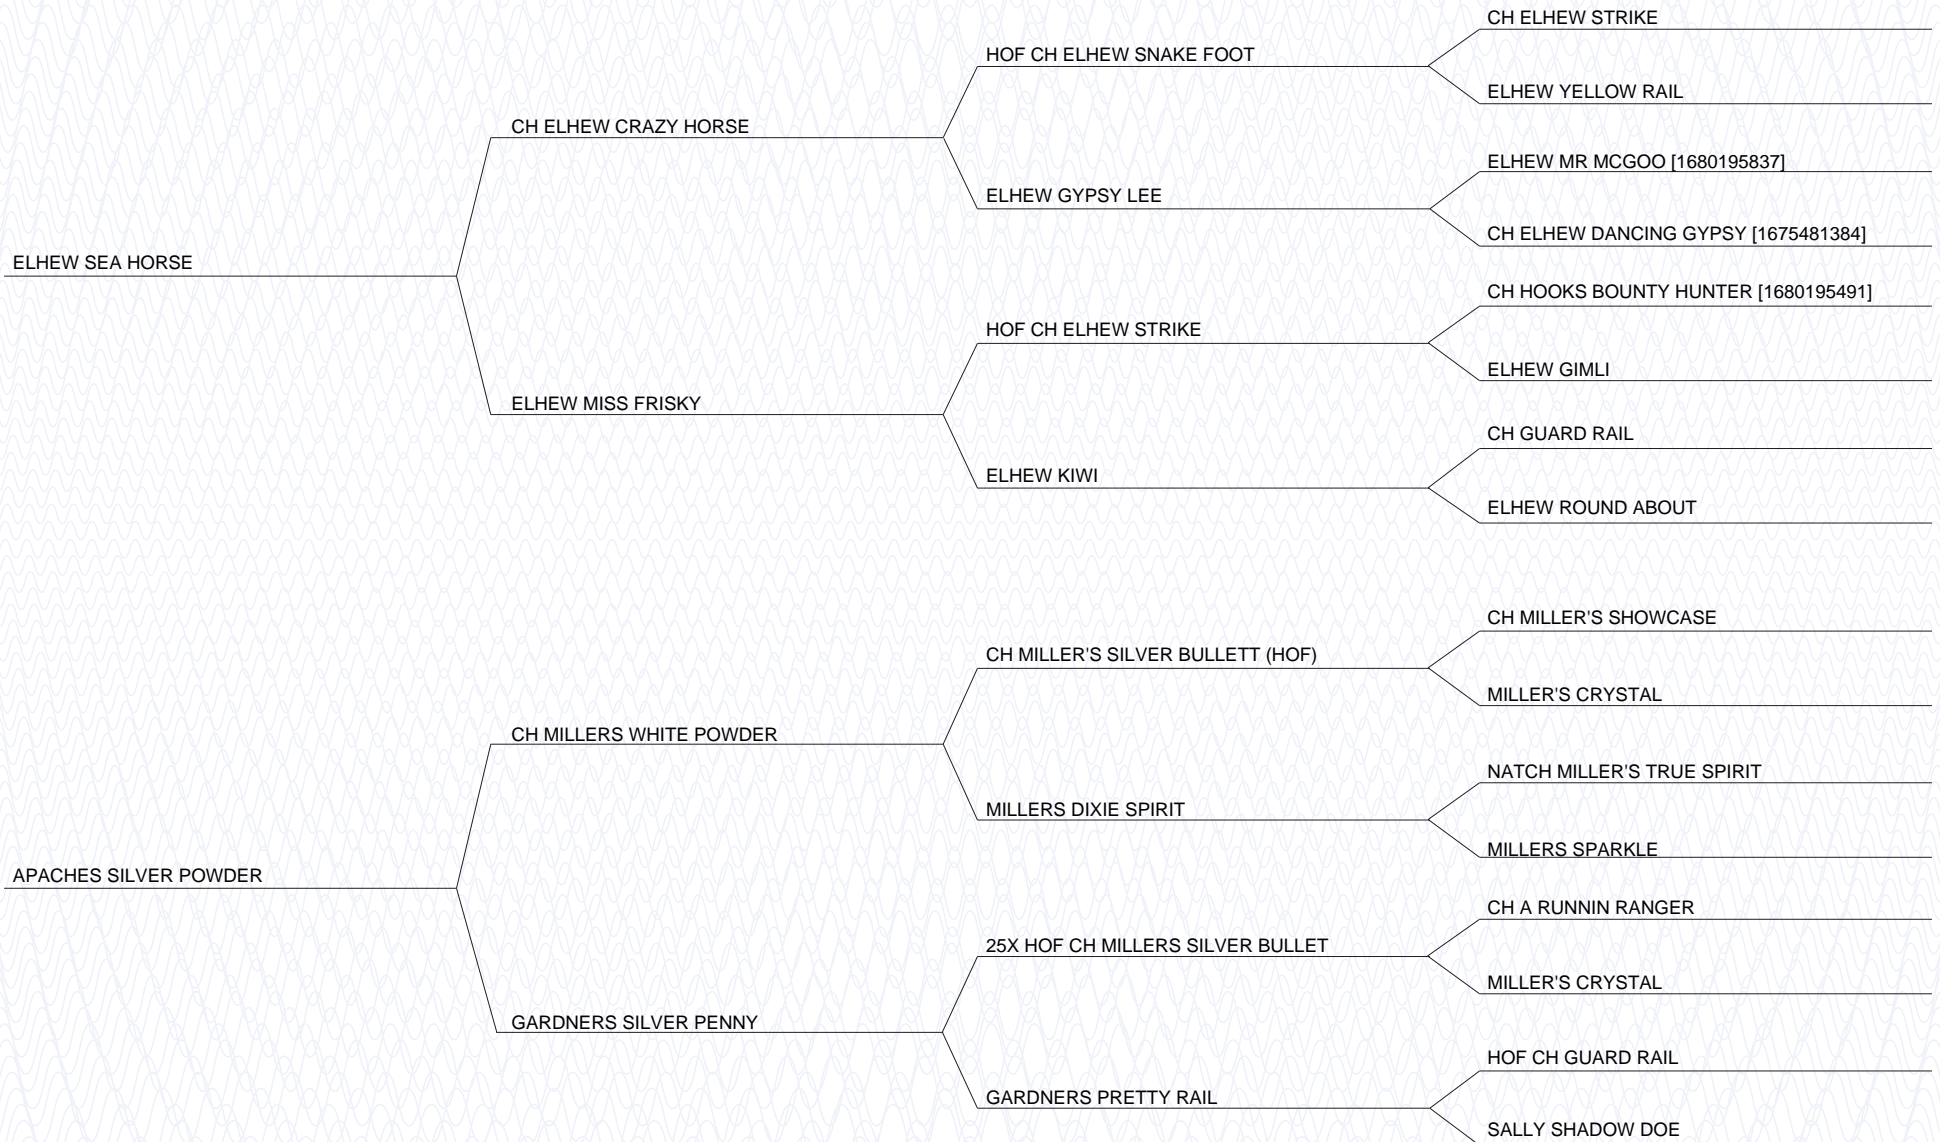 CH ELHEW STRIKE
HOF CH ELHEW SNAKE FOOT
ELHEW YELLOW RAIL
CH ELHEW CRAZY HORSE
ELHEW MR MCGOO [1680195837]
ELHEW GYPSY LEE
CH ELHEW DANCING GYPSY [1675481384]
ELHEW SEA HORSE
CH HOOKS BOUNTY HUNTER [1680195491]
HOF CH ELHEW STRIKE
ELHEW GIMLI
ELHEW MISS FRISKY
CH GUARD RAIL
ELHEW KIWI
ELHEW ROUND ABOUT
CH MILLER'S SHOWCASE
CH MILLER'S SILVER BULLETT (HOF)
MILLER'S CRYSTAL
CH MILLERS WHITE POWDER
NATCH MILLER'S TRUE SPIRIT
MILLERS DIXIE SPIRIT
MILLERS SPARKLE
APACHES SILVER POWDER
CH A RUNNIN RANGER
25X HOF CH MILLERS SILVER BULLET
MILLER'S CRYSTAL
GARDNERS SILVER PENNY
HOF CH GUARD RAIL
GARDNERS PRETTY RAIL
SALLY SHADOW DOE